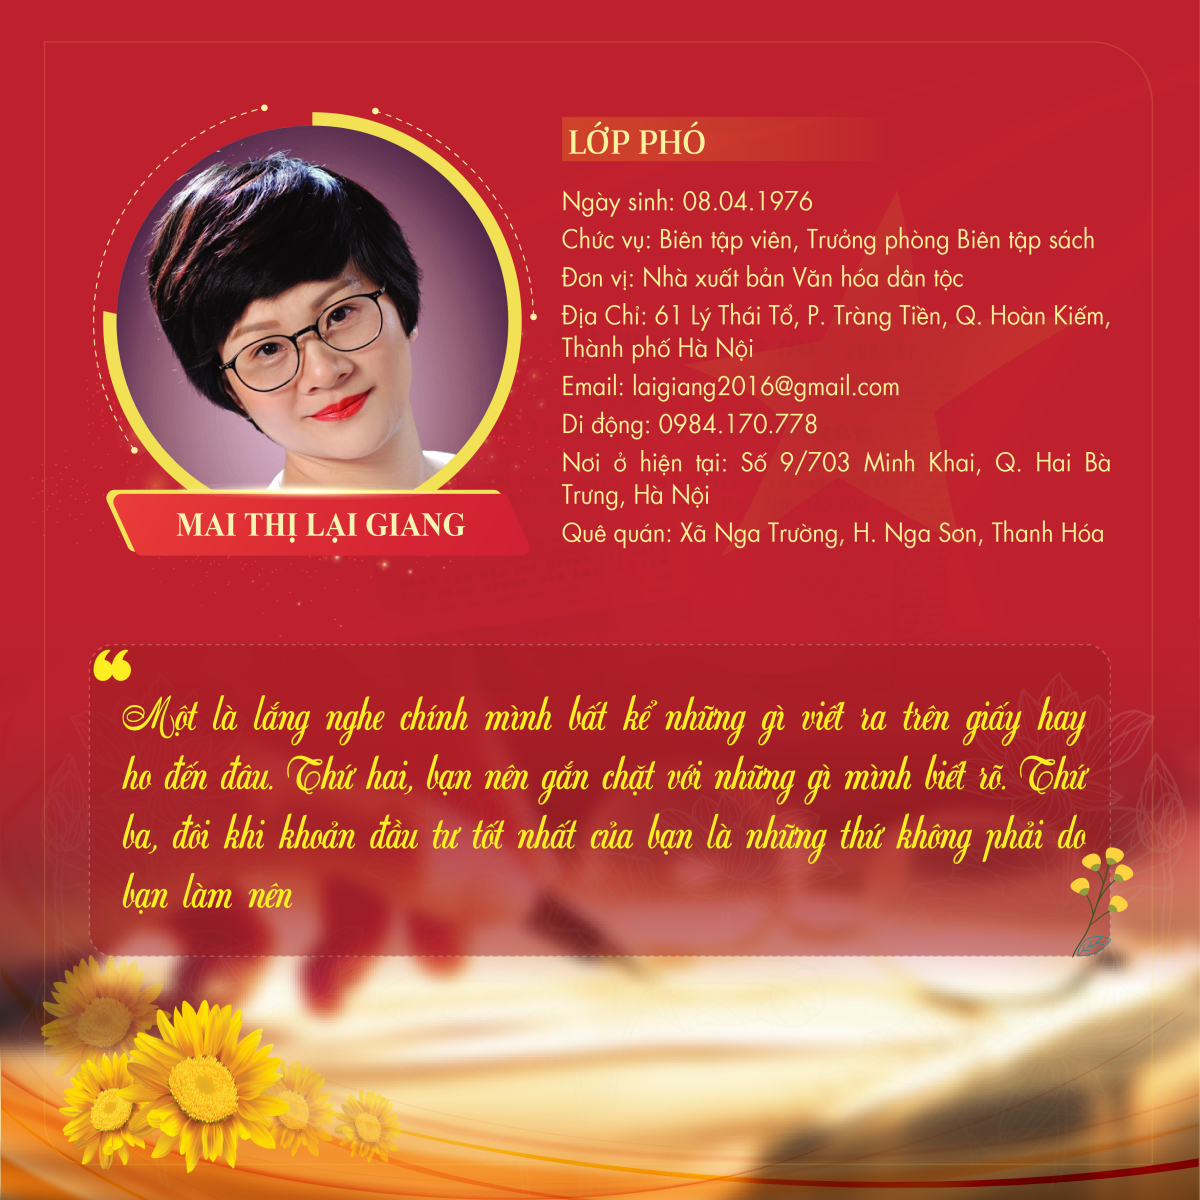 LỚP PHÓ
Ngày sinh: 08.04.1976
Chức vụ: Biên tập viên, Trưởng phòng Biên tập sách
Đơn vị: Nhà xuất bản Văn hóa dân tộc
Địa Chỉ: 61 Lý Thái Tổ, P. Tràng Tiền, Q. Hoàn Kiếm,
Thành phố Hà Nội
Email: laigiang2016@gmail.com
Di động: 0984.170.778
Nơi ở hiện tại: Số 9/703 Minh Khai, Q. Hai Bà
Trưng, Hà Nội
Quê quán: Xã Nga Trường, H. Nga Sơn, Thanh Hóa
MAI THỊ LẠI GIANG
“
Một là lắng nghe chính mình bất kể những gì viết ra trên giấy hay
ho đến đâu. Thứ hai, bạn nên gắn chặt với những gì mình biết rõ. Thứ
ba, đôi khi khoản đầu tư tốt nhất của bạn là những thứ không phải do
bạn làm nên